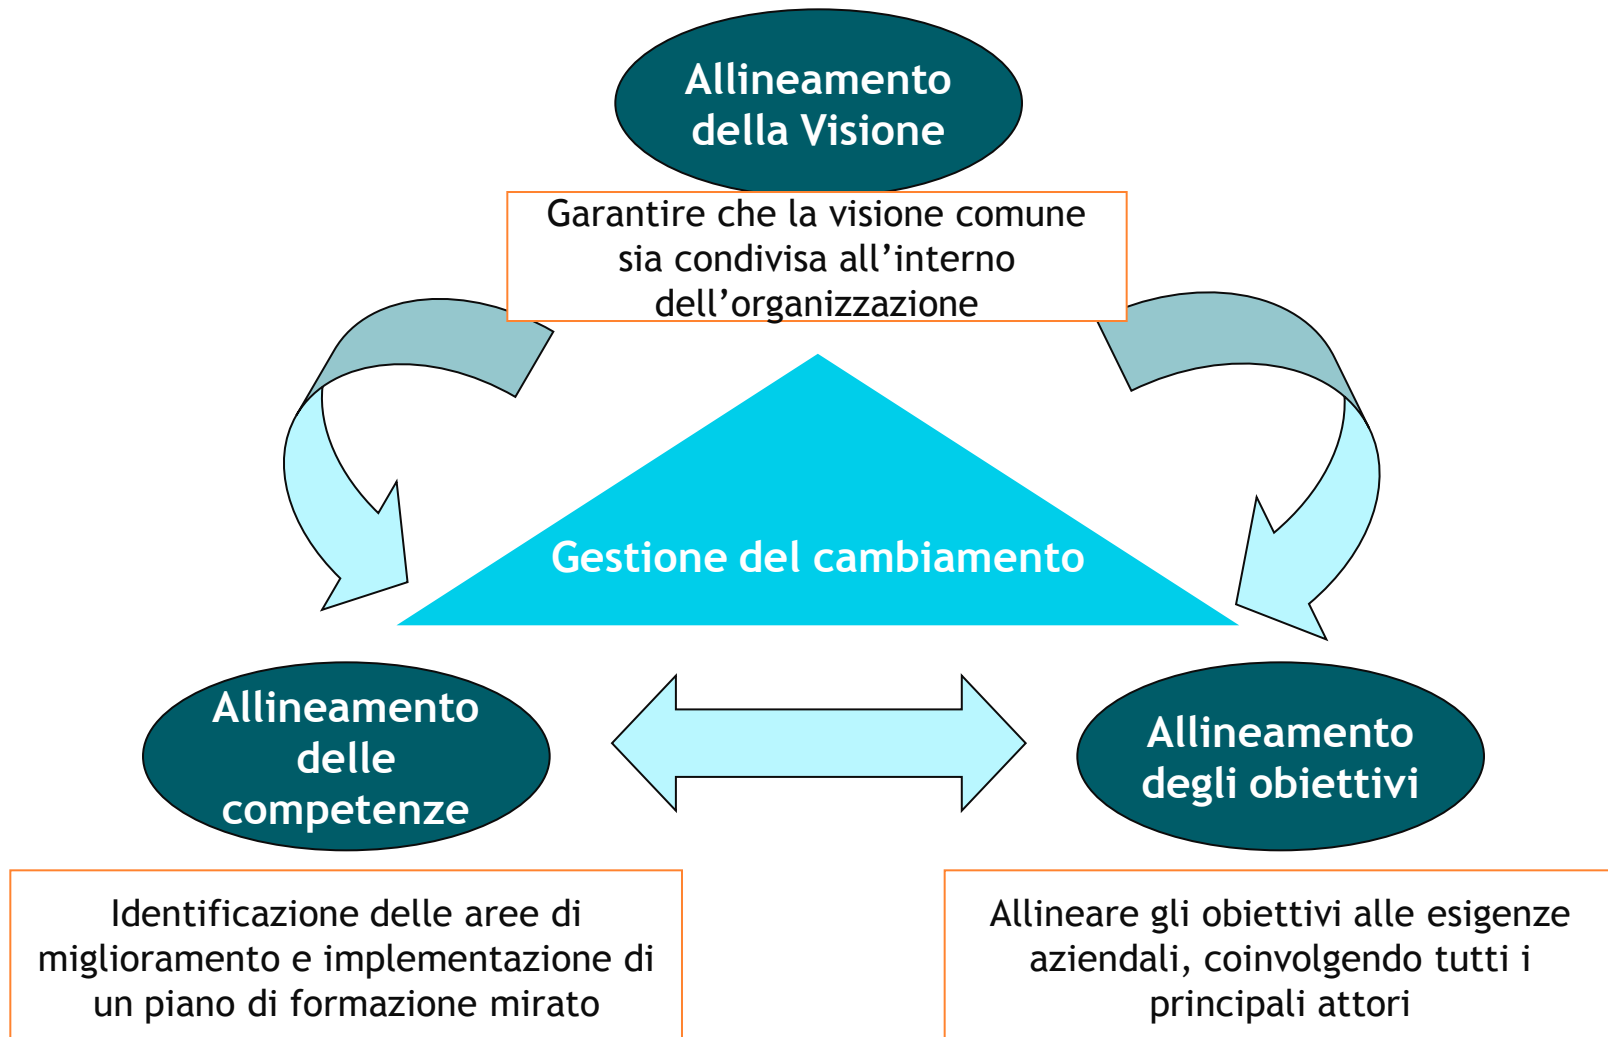 Allineamento
della Visione
Garantire che la visione comune
sia condivisa all’interno
dell’organizzazione
Gestione del cambiamento
Allineamento
delle
competenze
Allineamento
degli obiettivi
Identificazione delle aree di
miglioramento e implementazione di
un piano di formazione mirato
Allineare gli obiettivi alle esigenze
aziendali, coinvolgendo tutti i
principali attori